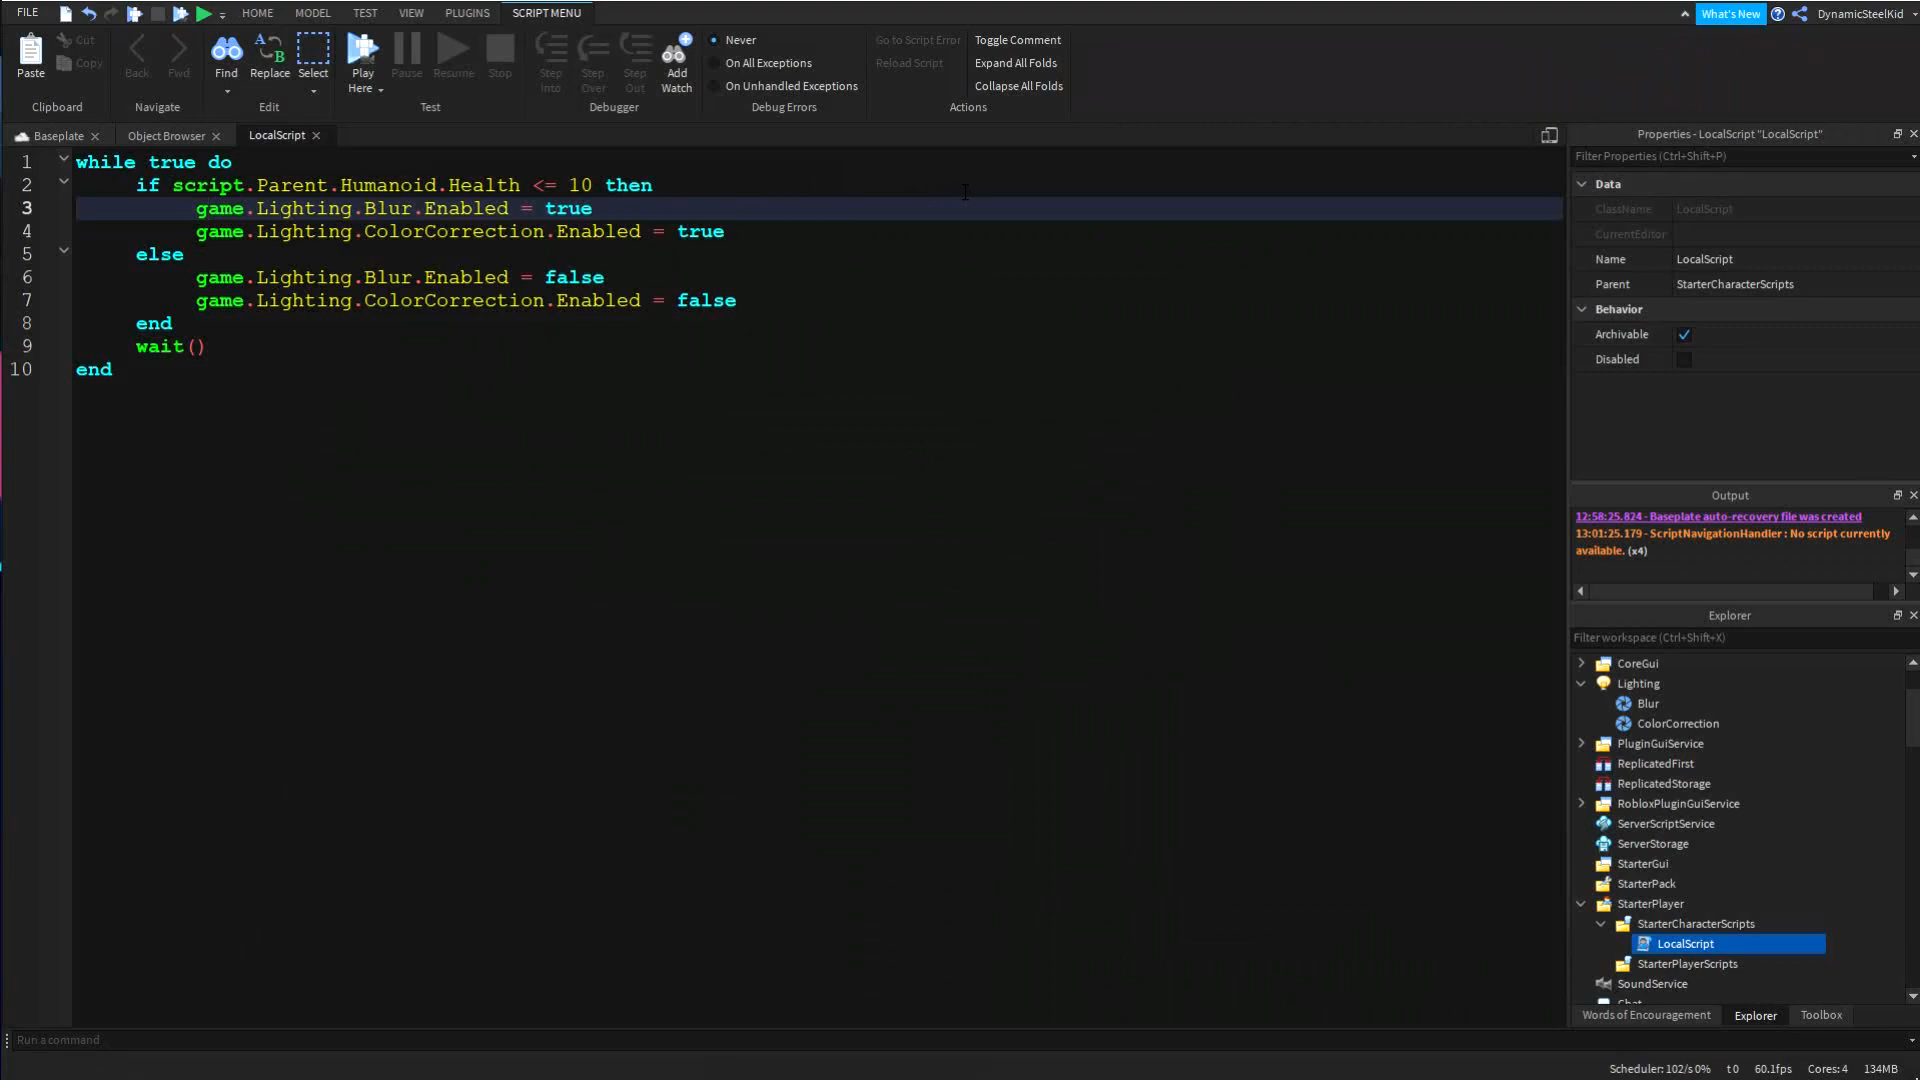 FILE HOME MODEL TEST VIEW PLUGINS SCRIPT MENU What's New DynamicSteelKid
Paste Cut Copy Back Fwd Find Replace Select Play Here Pause Resume Stop Step Into Step Over Step Out Add Watch
Never
On All Exceptions
On Unhandled Exceptions
Go to Script Error
Reload Script
Toggle Comment
Expand All Folds
Collapse All Folds
Clipboard Navigate Edit Test Debugger Debug Errors Actions
Baseplate Object Browser LocalScript
1 while true do
2 if script.Parent.Humanoid.Health <= 10 then
3 game.Lighting.Blur.Enabled = true
4 game.Lighting.ColorCorrection.Enabled = true
5 else
6 game.Lighting.Blur.Enabled = false
7 game.Lighting.ColorCorrection.Enabled = false
8 end
9 wait()
10 end
Properties - LocalScript "LocalScript"
Filter Properties (Ctrl+Shift+P)
Data
ClassName LocalScript
CurrentEditor
Name LocalScript
Parent StarterCharacterScripts
Behavior
Archivable
Disabled
Output
12:58:25.824 - Baseplate auto-recovery file was created
13:01:25.179 - ScriptNavigationHandler : No script currently
available. (x4)
Explorer
Filter workspace (Ctrl+Shift+X)
CoreGui
Lighting
Blur
ColorCorrection
PluginGuiService
ReplicatedFirst
ReplicatedStorage
RobloxPluginGuiService
ServerScriptService
ServerStorage
StarterGui
StarterPack
StarterPlayer
StarterCharacterScripts
LocalScript
StarterPlayerScripts
SoundService
Chat
Words of Encouragement Explorer Toolbox
Run a command
Scheduler: 102/s 0% t 0 60.1fps Cores: 4 134MB